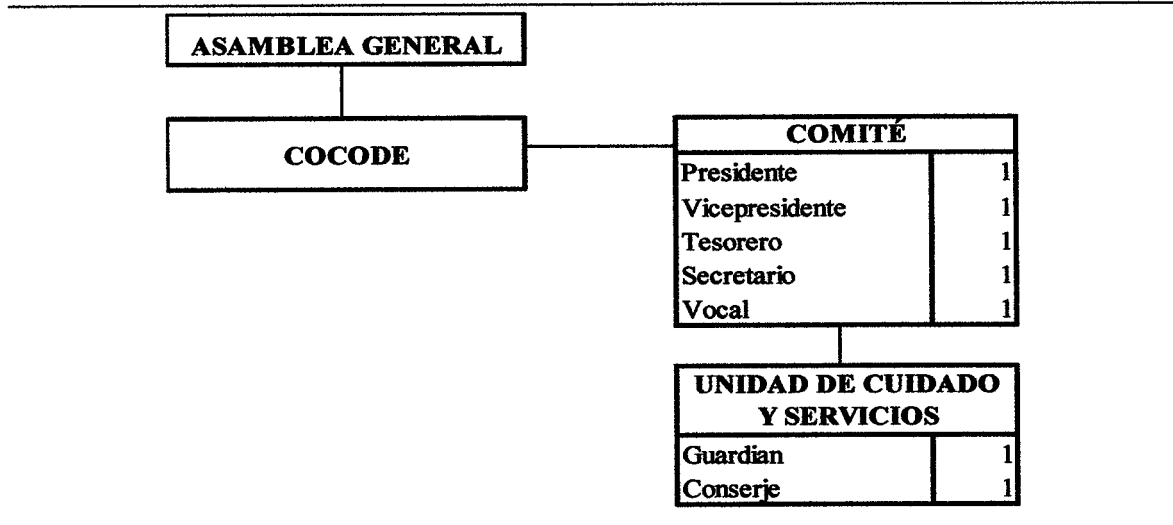 ASAMBLEA GENERAL
COCODE
COMITÉ
Presidente 1
Vicepresidente 1
Tesorero 1
Secretario 1
Vocal 1
UNIDAD DE CUIDADO
Y SERVICIOS
Guardian 1
Conserje 1